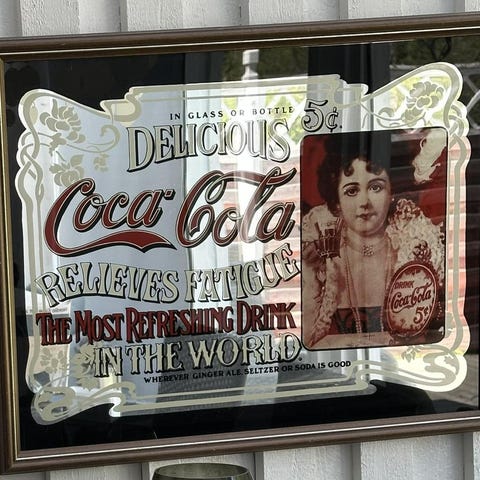 IN GLASS OR BOTTLE 5¢.
DELICIOUS
Coca-Cola
RELIEVES FATIGUE
THE MOST REFRESHING DRINK
IN THE WORLD.
WHEREVER GINGER ALE, SELTZER OR SODA IS GOOD
DRINK
Coca-Cola
5¢